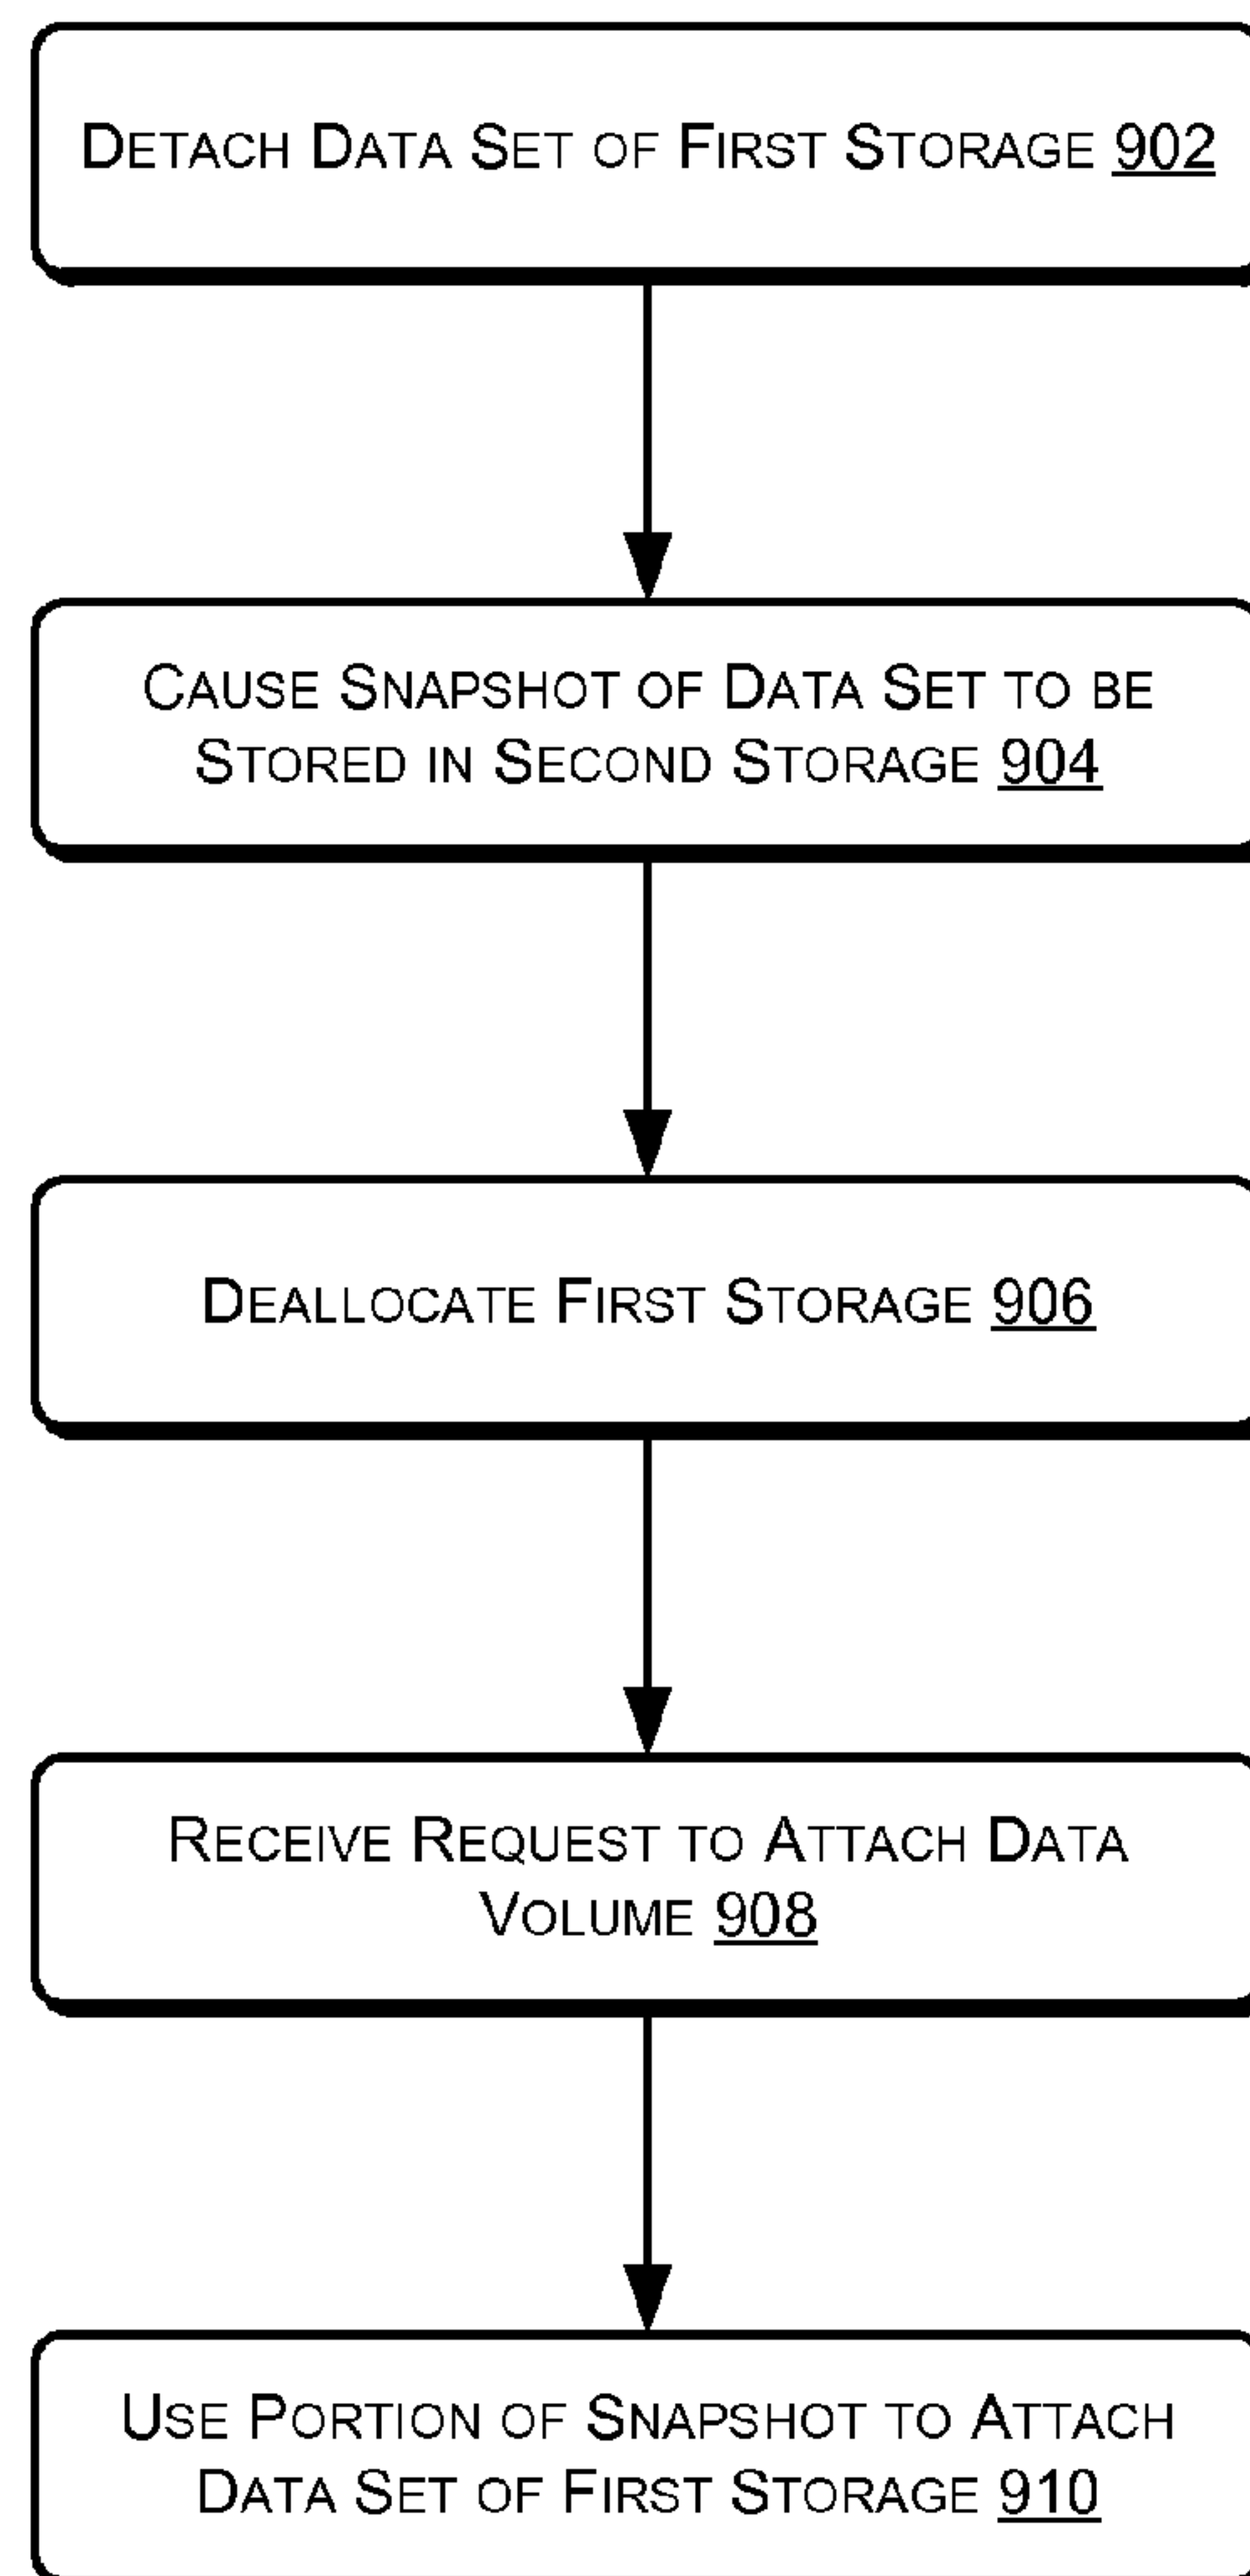 DETACH DATA SET OF FIRST STORAGE 902
CAUSE SNAPSHOT OF DATA SET TO BE
STORED IN SECOND STORAGE 904
DEALLOCATE FIRST STORAGE 906
RECEIVE REQUEST TO ATTACH DATA
VOLUME 908
USE PORTION OF SNAPSHOT TO ATTACH
DATA SET OF FIRST STORAGE 910